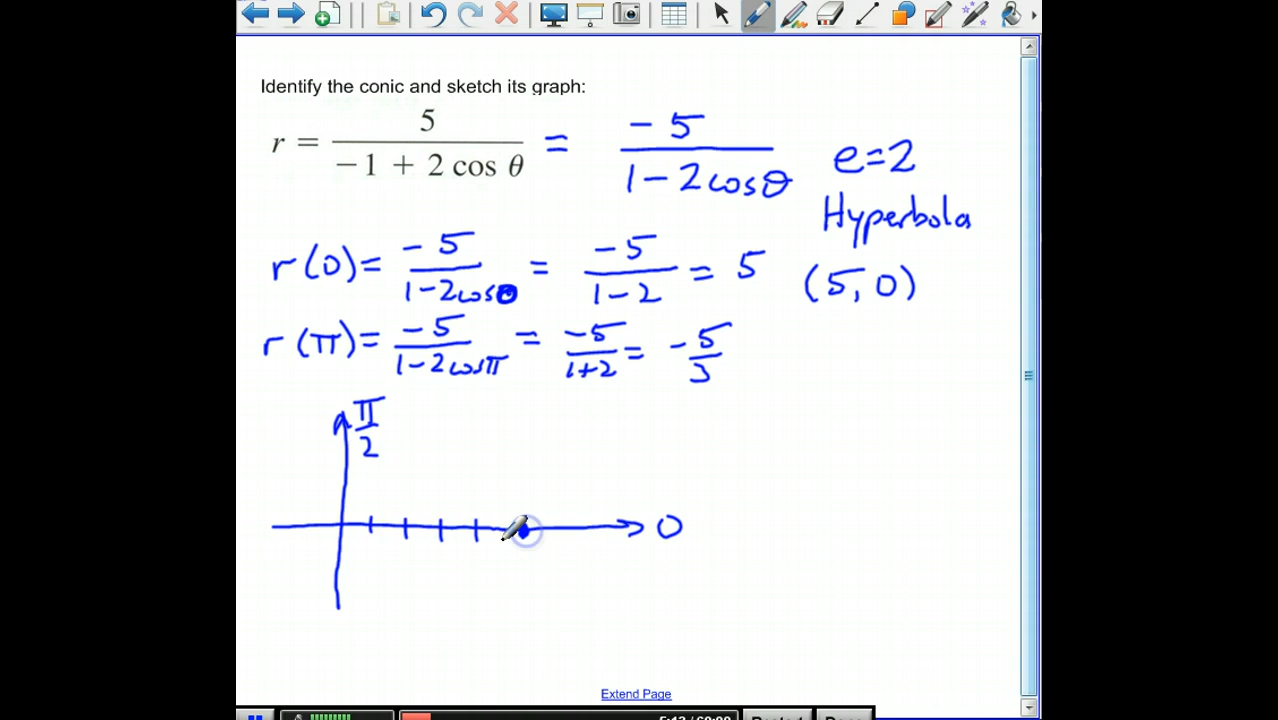 Identify the conic and sketch its graph:
r = 5 / (−1 + 2 cos θ) = −5 / (1−2cosθ)
e=2
Hyperbola
r(0)= −5 / (1−2cos0) = −5 / (1−2) = 5 (5,0)
r(π)= −5 / (1−2cosπ) = −5 / (1+2) = −5/3
π/2
0
Extend Page